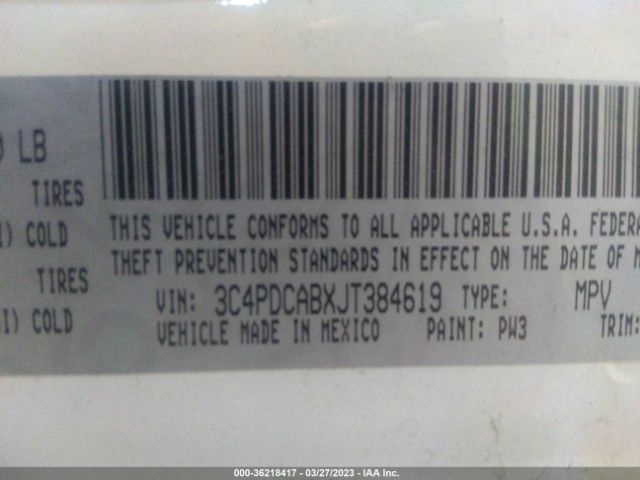 LB
TIRES
COLD
TIRES
COLD
THIS VEHICLE CONFORMS TO ALL APPLICABLE U.S.A. FEDERA
THEFT PREVENTION STANDARDS IN EFFECT ON THE DATE OF M
VIN: 3C4PDCABXJT384619 TYPE: MPV
VEHICLE MADE IN MEXICO PAINT: PW3 TRIM:
000-36218417 - 03/27/2023 - IAA Inc.